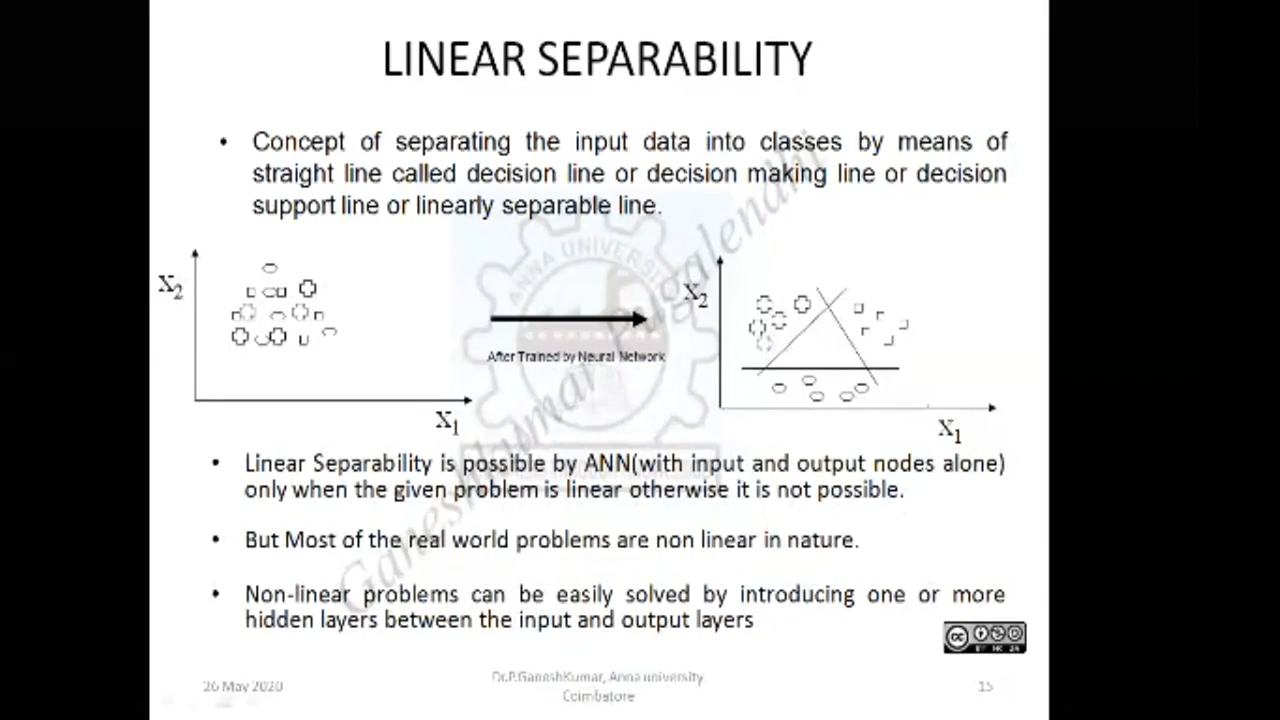 LINEAR SEPARABILITY
• Concept of separating the input data into classes by means of
straight line called decision line or decision making line or decision
support line or linearly separable line.
X2
X1
After Trained by Neural Network
X2
X1
• Linear Separability is possible by ANN(with input and output nodes alone)
only when the given problem is linear otherwise it is not possible.
• But Most of the real world problems are non linear in nature.
• Non-linear problems can be easily solved by introducing one or more
hidden layers between the input and output layers
ANNA UNIVERSITY
Ganeshkumar Pugalendhi
cc
26 May 2020
Dr.P.GaneshKumar, Anna university
Coimbatore
15